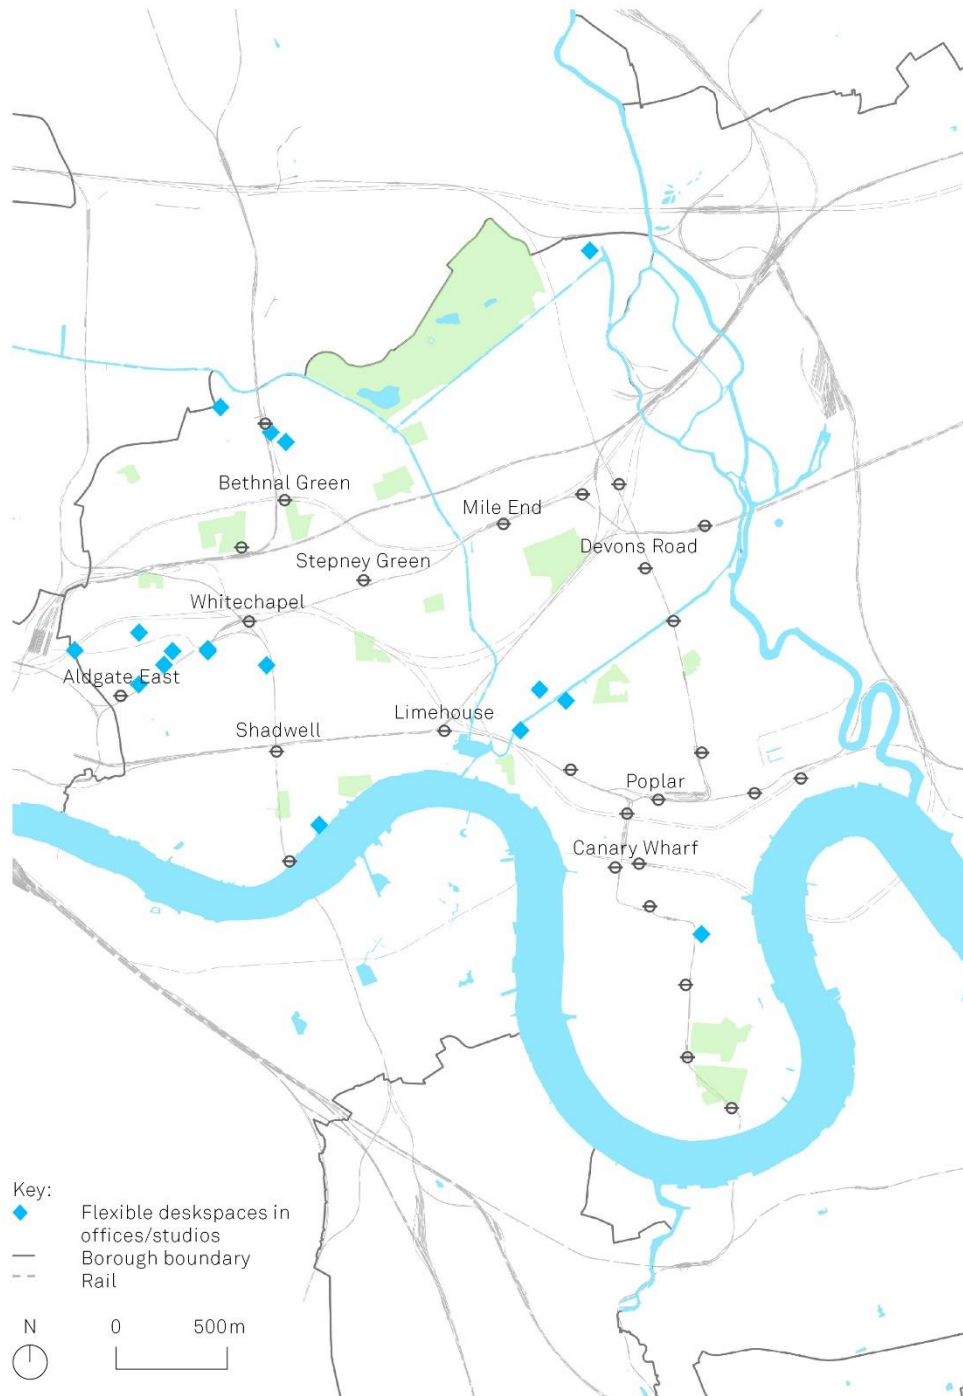 Bethnal Green
Mile End
Devons Road
Stepney Green
Whitechapel
Aldgate East
Limehouse
Shadwell
Poplar
Canary Wharf
Key:
Flexible deskspaces in
offices/studios
Borough boundary
Rail
N 0 500m